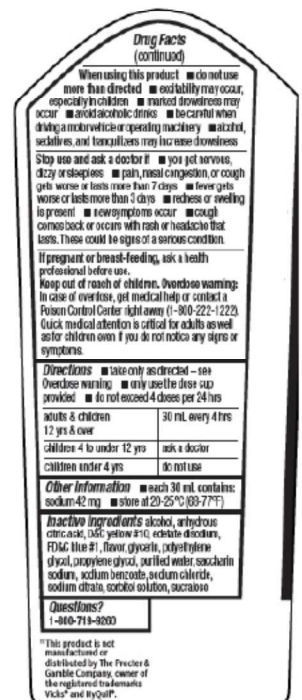 Drug Facts
(continued)
When using this product ■ do not use
more than directed ■ excitability may occur,
especially in children ■ marked drowsiness may
occur ■ avoid alcoholic drinks ■ be careful when
driving a motor vehicle or operating machinery ■ alcohol,
sedatives, and tranquilizers may increase drowsiness
Stop use and ask a doctor if ■ you get nervous,
dizzy or sleepless ■ pain, nasal congestion, or cough
gets worse or lasts more than 7 days ■ fever gets
worse or lasts more than 3 days ■ redness or swelling
is present ■ new symptoms occur ■ cough
comes back or occurs with rash or headache that
lasts. These could be signs of a serious condition.
If pregnant or breast-feeding, ask a health
professional before use.
Keep out of reach of children. Overdose warning:
In case of overdose, get medical help or contact a
Poison Control Center right away (1-800-222-1222).
Quick medical attention is critical for adults as well
as for children even if you do not notice any signs or
symptoms.
Directions ■ take only as directed – see
Overdose warning ■ only use the dose cup
provided ■ do not exceed 4 doses per 24 hrs
adults & children 30 mL every 4 hrs
12 yrs & over
children 4 to under 12 yrs ask a doctor
children under 4 yrs do not use
Other information ■ each 30 mL contains:
sodium 42 mg ■ store at 20-25°C (68-77°F)
Inactive ingredients alcohol, anhydrous
citric acid, D&C yellow #10, edetate disodium,
FD&C blue #1, flavor, glycerin, polyethylene
glycol, propylene glycol, purified water, saccharin
sodium, sodium benzoate, sodium chloride,
sodium citrate, sorbitol solution, sucralose
Questions?
1-800-719-9260
††This product is not
manufactured or
distributed by The Procter &
Gamble Company, owner of
the registered trademarks
Vicks® and NyQuil®.